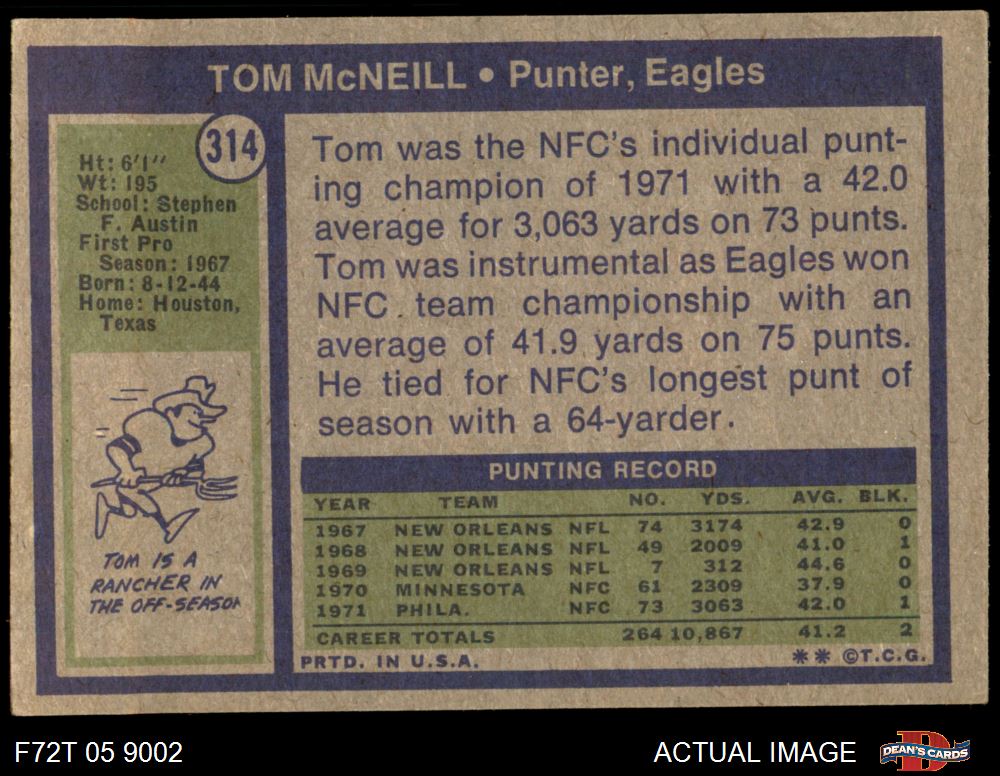 TOM McNEILL • Punter, Eagles
314
Ht: 6'1"
Wt: 195
School: Stephen
F. Austin
First Pro
Season: 1967
Born: 8-12-44
Home: Houston,
Texas
TOM IS A
RANCHER IN
THE OFF-SEASON
Tom was the NFC's individual punt-
ing champion of 1971 with a 42.0
average for 3,063 yards on 73 punts.
Tom was instrumental as Eagles won
NFC team championship with an
average of 41.9 yards on 75 punts.
He tied for NFC's longest punt of
season with a 64-yarder.
PUNTING RECORD
YEAR TEAM NO. YDS. AVG. BLK.
1967 NEW ORLEANS NFL 74 3174 42.9 0
1968 NEW ORLEANS NFL 49 2009 41.0 1
1969 NEW ORLEANS NFL 7 312 44.6 0
1970 MINNESOTA NFC 61 2309 37.9 0
1971 PHILA. NFC 73 3063 42.0 1
CAREER TOTALS 264 10,867 41.2 2
PRTD. IN U.S.A. ** ©T.C.G.
F72T 05 9002 ACTUAL IMAGE DEAN'S CARDS